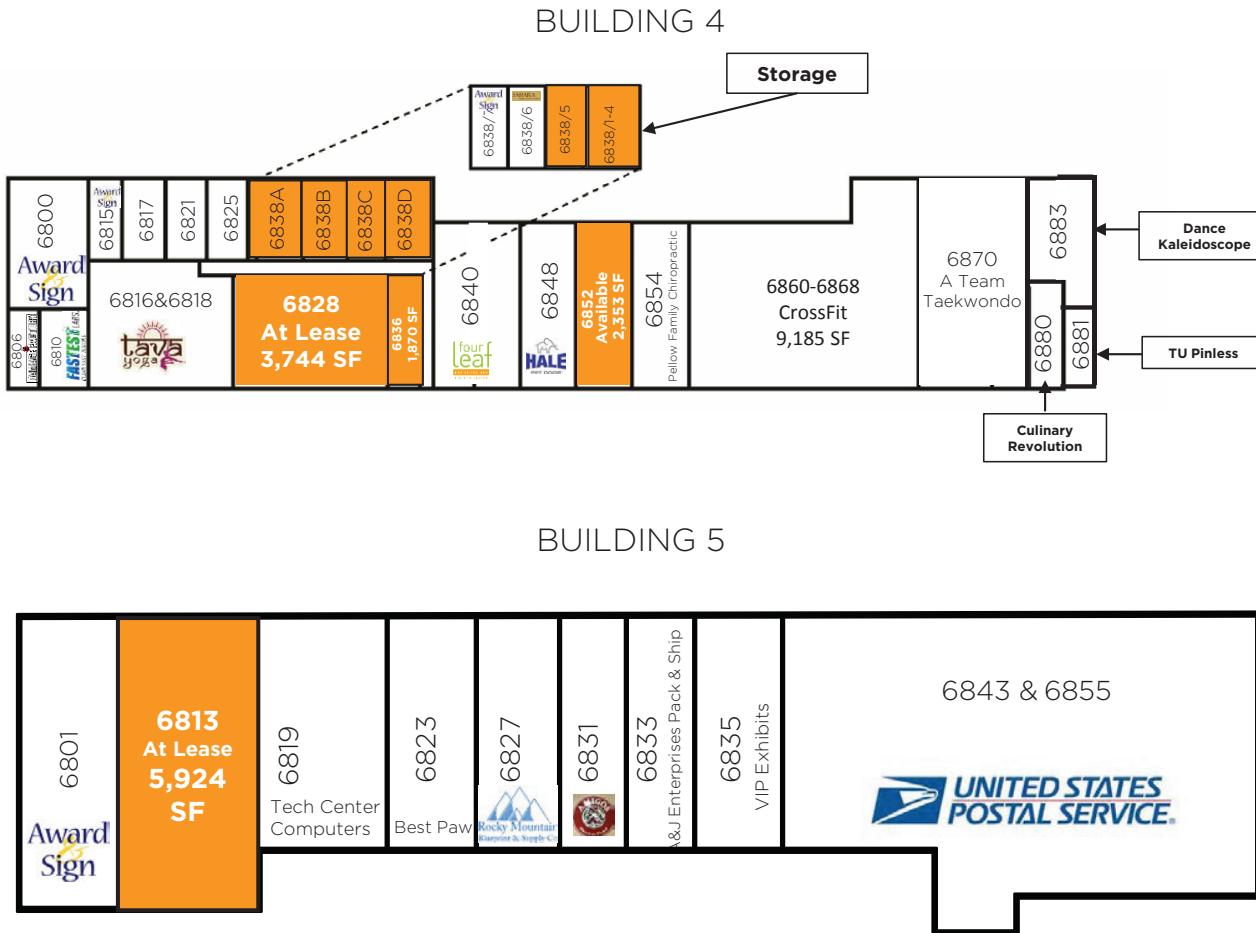 BUILDING 4
Storage
Award
&
Sign
6838/7
6838/6
6838/5
6838/1-4
6800
Award
&
Sign
Award
&
Sign
6815
6817
6821
6825
6838A
6838B
6838C
6838D
6806
6810
FASTEST
6816&6818
tava
yoga
6828
At Lease
3,744 SF
6836
1,870 SF
6840
four
leaf
6848
HALE
PET DOOR
6852
Available
2,353 SF
6854
Pellow Family Chiropractic
6860-6868
CrossFit
9,185 SF
6870
A Team
Taekwondo
6883
6880
6881
Dance
Kaleidoscope
TU Pinless
Culinary
Revolution
BUILDING 5
6801
Award
&
Sign
6813
At Lease
5,924
SF
6819
Tech Center
Computers
6823
Best Paw
6827
Rocky Mountain
Blueprint & Supply Co
6831
6833
A&J Enterprises Pack & Ship
6835
VIP Exhibits
6843 & 6855
UNITED STATES
POSTAL SERVICE®